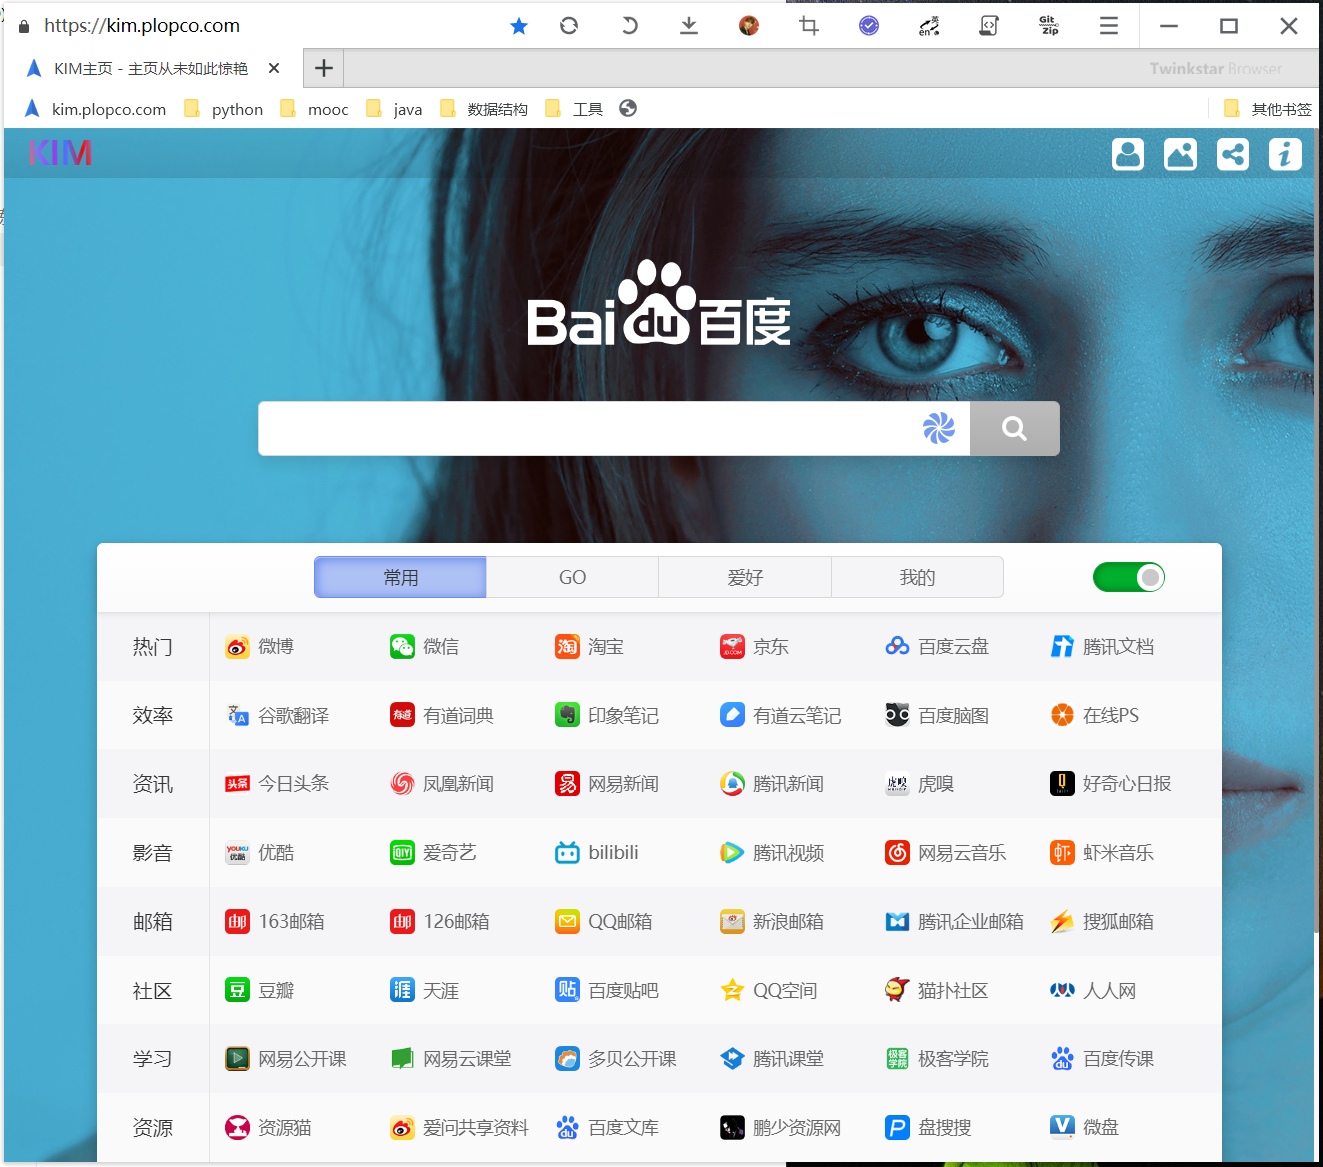 https://kim.plopco.com
英
en
Git
Zip
KIM主页 - 主页从未如此惊艳
Twinkstar Browser
kim.plopco.com python mooc java 数据结构 工具 其他书签
KIM
Bai du 百度
常用 GO 爱好 我的
热门 微博 微信 淘宝 京东 百度云盘 腾讯文档
效率 谷歌翻译 有道词典 印象笔记 有道云笔记 百度脑图 在线PS
资讯 今日头条 凤凰新闻 网易新闻 腾讯新闻 虎嗅 好奇心日报
影音 优酷 爱奇艺 bilibili 腾讯视频 网易云音乐 虾米音乐
邮箱 163邮箱 126邮箱 QQ邮箱 新浪邮箱 腾讯企业邮箱 搜狐邮箱
社区 豆瓣 天涯 百度贴吧 QQ空间 猫扑社区 人人网
学习 网易公开课 网易云课堂 多贝公开课 腾讯课堂 极客学院 百度传课
资源 资源猫 爱问共享资料 百度文库 鹏少资源网 盘搜搜 微盘